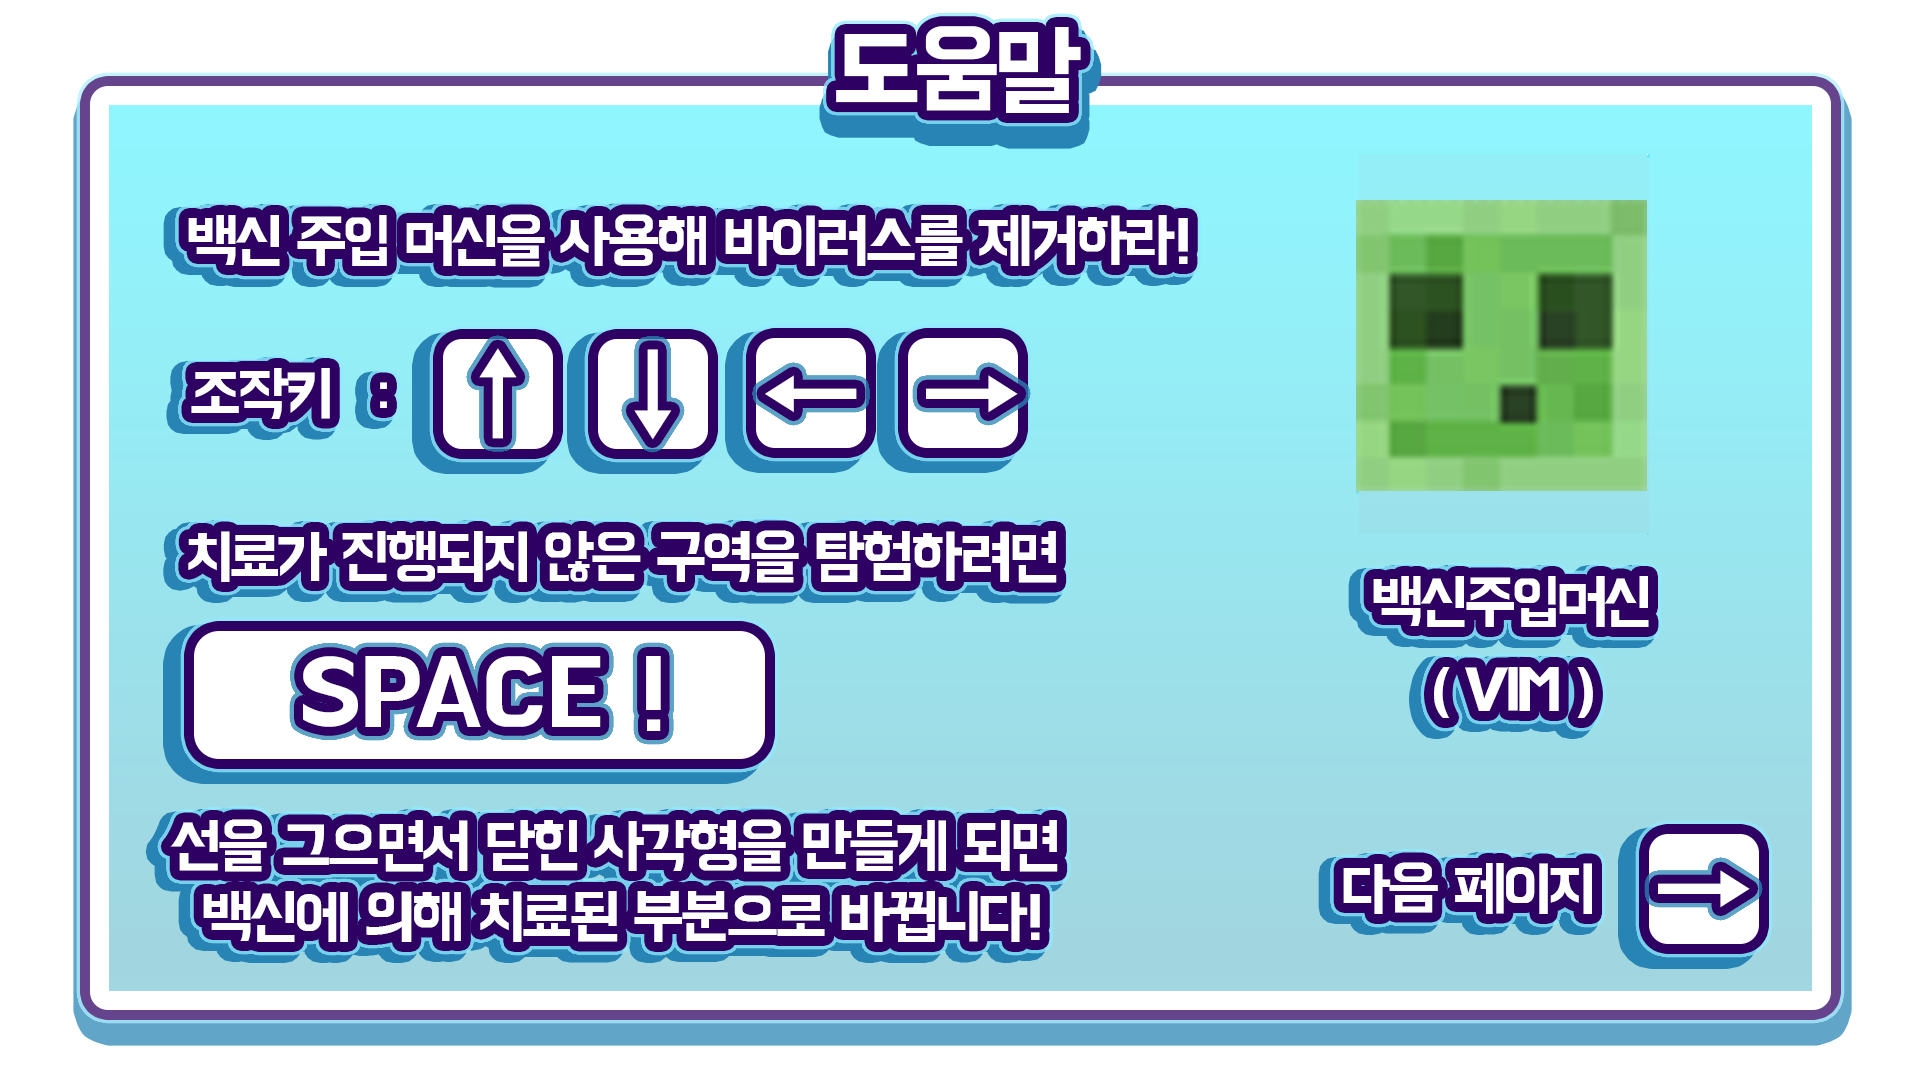 도움말
백신 주입 머신을 사용해 바이러스를 제거하라!
조작키 : ↑ ↓ ← →
치료가 진행되지 않은 구역을 탐험하려면
SPACE !
선을 그으면서 닫힌 사각형을 만들게 되면
백신에 의해 치료된 부분으로 바뀝니다!
백신주입머신
( VIM )
다음 페이지 →